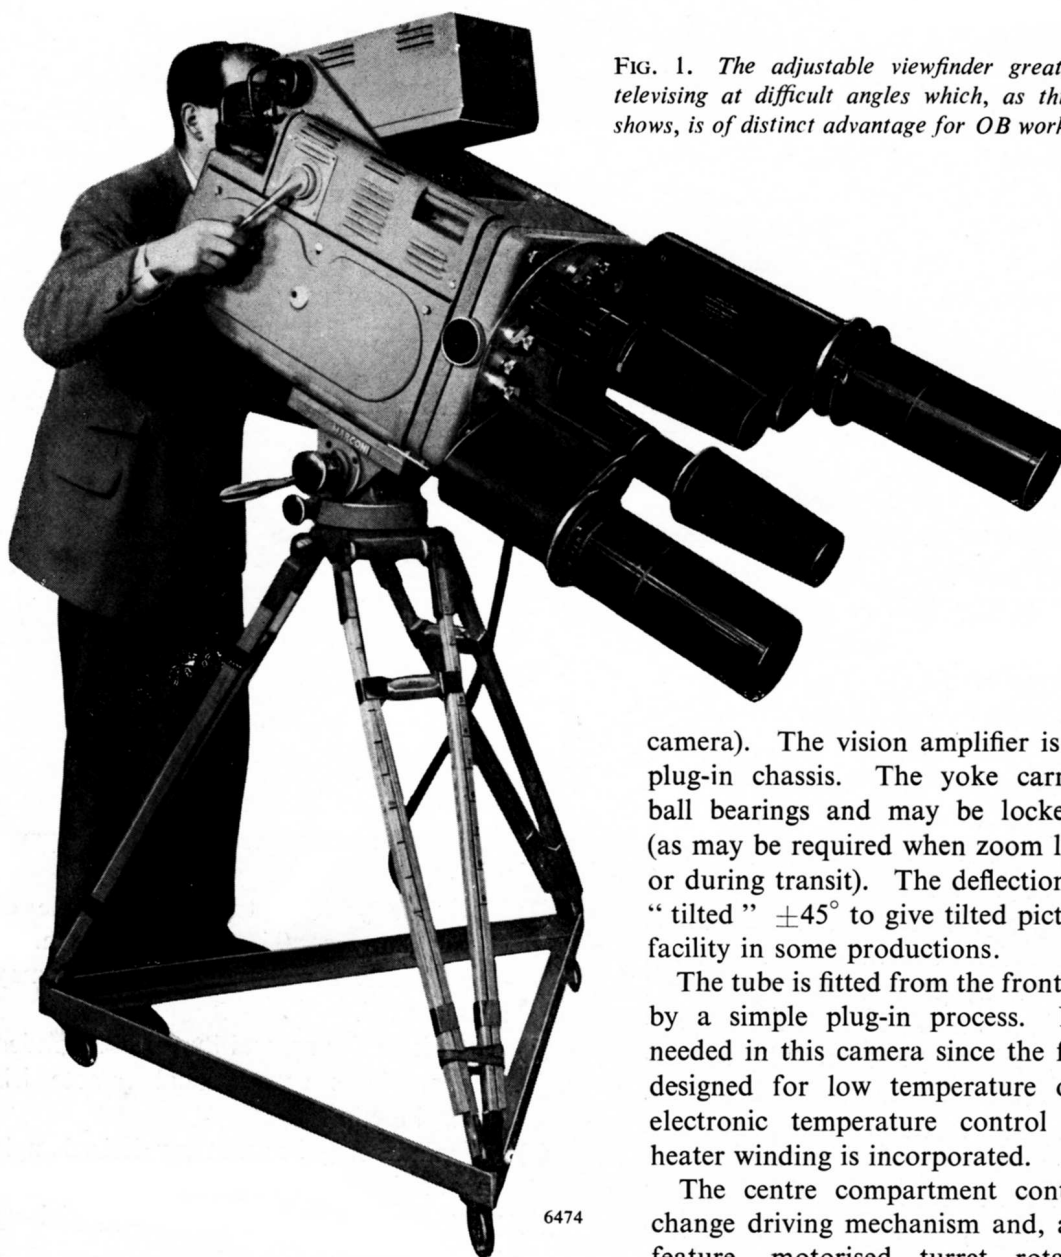 FIG. 1. The adjustable viewfinder great
televising at difficult angles which, as th
shows, is of distinct advantage for OB work
MARCONI
camera). The vision amplifier is
plug-in chassis. The yoke carr
ball bearings and may be locke
(as may be required when zoom l
or during transit). The deflection
“ tilted ” ±45° to give tilted pict
facility in some productions.
The tube is fitted from the front
by a simple plug-in process.
needed in this camera since the f
designed for low temperature
electronic temperature control
heater winding is incorporated.
The centre compartment cont
change driving mechanism and, a
feature, motorised turret rota
6474